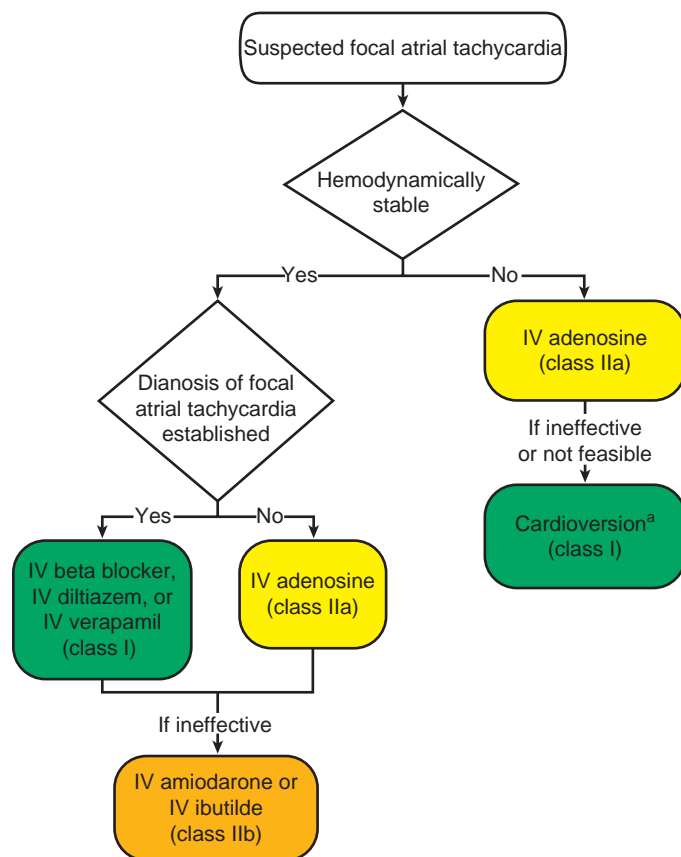 Suspected focal atrial tachycardia
Hemodynamically
stable
Yes
No
Dianosis of focal
atrial tachycardia
established
IV adenosine
(class IIa)
If ineffective
or not feasible
Cardioversionᵃ
(class I)
Yes
No
IV beta blocker,
IV diltiazem, or
IV verapamil
(class I)
IV adenosine
(class IIa)
If ineffective
IV amiodarone or
IV ibutilde
(class IIb)